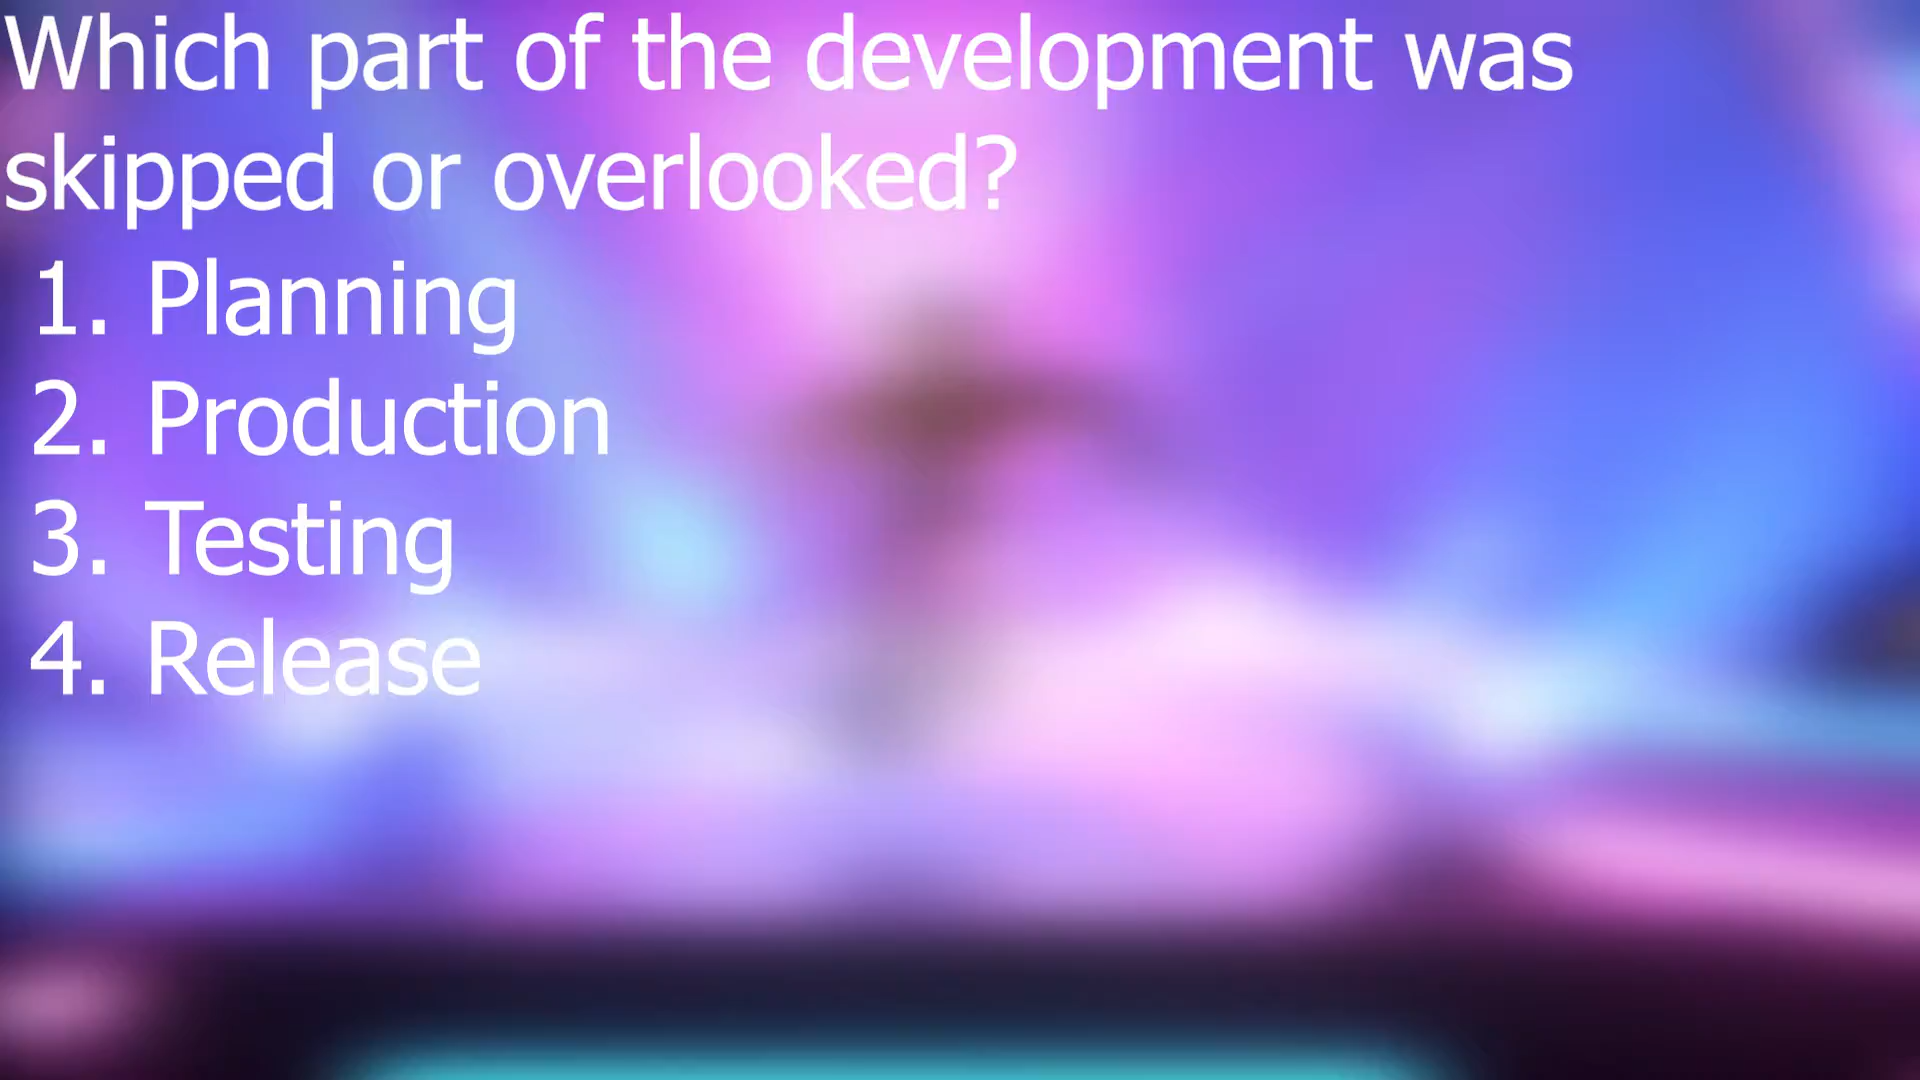 Which part of the development was
skipped or overlooked?
1. Planning
2. Production
3. Testing
4. Release